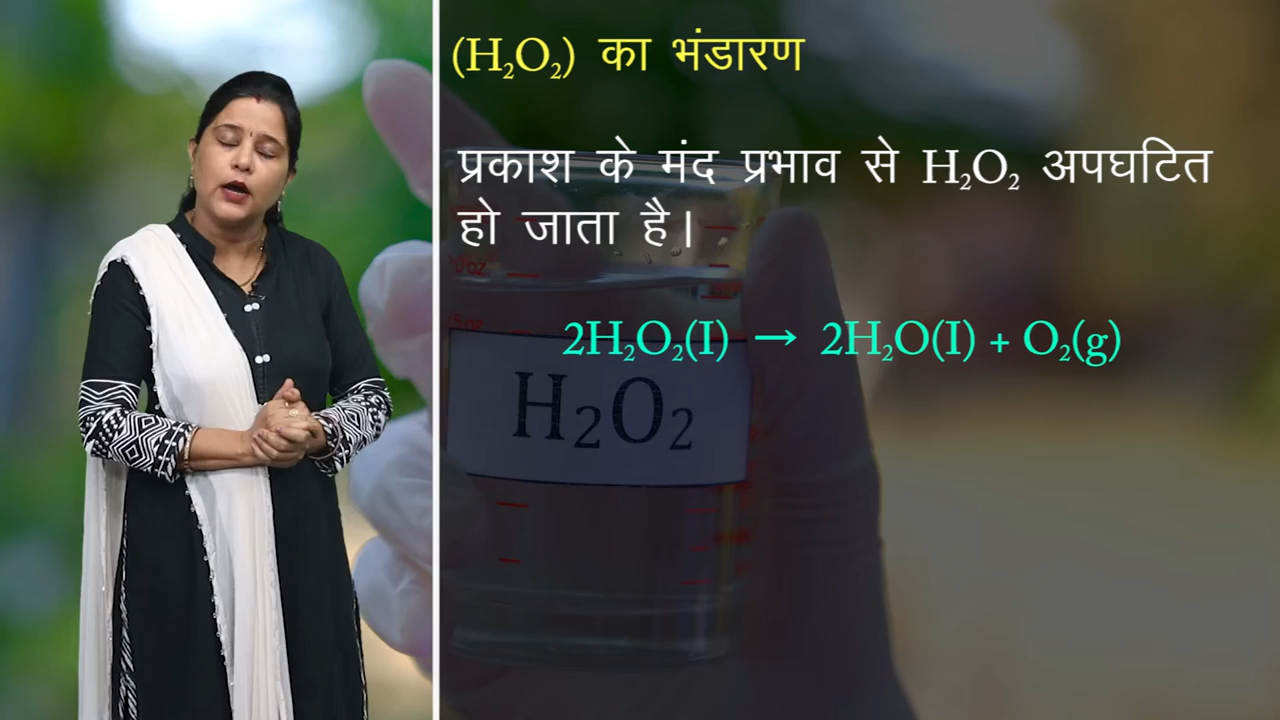 (H₂O₂) का भंडारण
प्रकाश के मंद प्रभाव से H₂O₂ अपघटित
हो जाता है।
2H₂O₂(I) → 2H₂O(I) + O₂(g)
H₂O₂